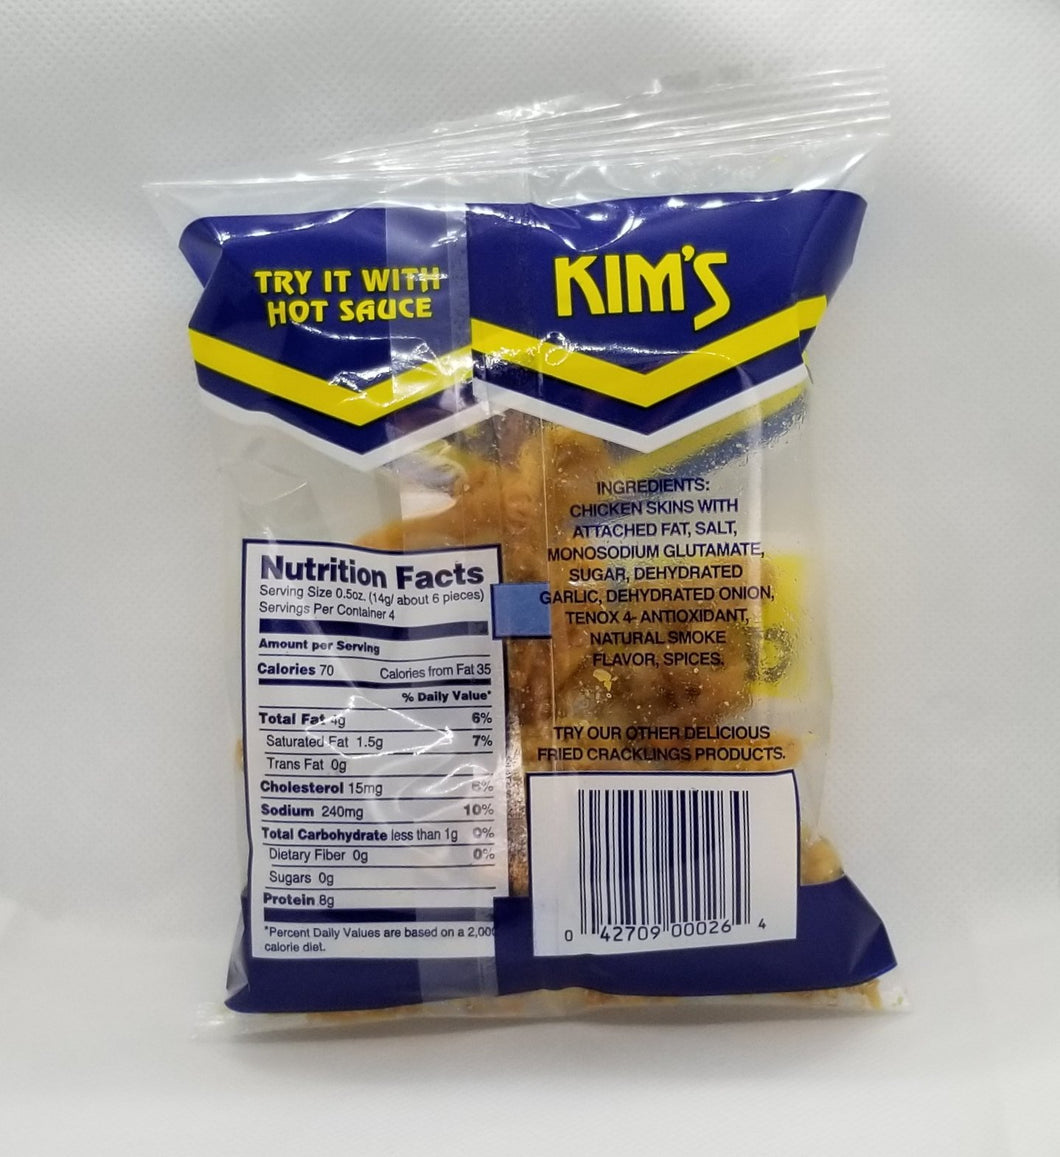 TRY IT WITH
HOT SAUCE
KIM'S
INGREDIENTS:
CHICKEN SKINS WITH
ATTACHED FAT, SALT,
MONOSODIUM GLUTAMATE,
SUGAR, DEHYDRATED
GARLIC, DEHYDRATED ONION,
TENOX 4- ANTIOXIDANT,
NATURAL SMOKE
FLAVOR, SPICES.
TRY OUR OTHER DELICIOUS
FRIED CRACKLINGS PRODUCTS.
Nutrition Facts
Serving Size 0.5oz. (14g/ about 6 pieces)
Servings Per Container 4
Amount per Serving
Calories 70 Calories from Fat 35
% Daily Value*
Total Fat 4g 6%
Saturated Fat 1.5g 7%
Trans Fat 0g
Cholesterol 15mg
Sodium 240mg 10%
Total Carbohydrate less than 1g 0%
Dietary Fiber 0g 0%
Sugars 0g
Protein 8g
*Percent Daily Values are based on a 2,000
calorie diet.
0 42709 00026 4